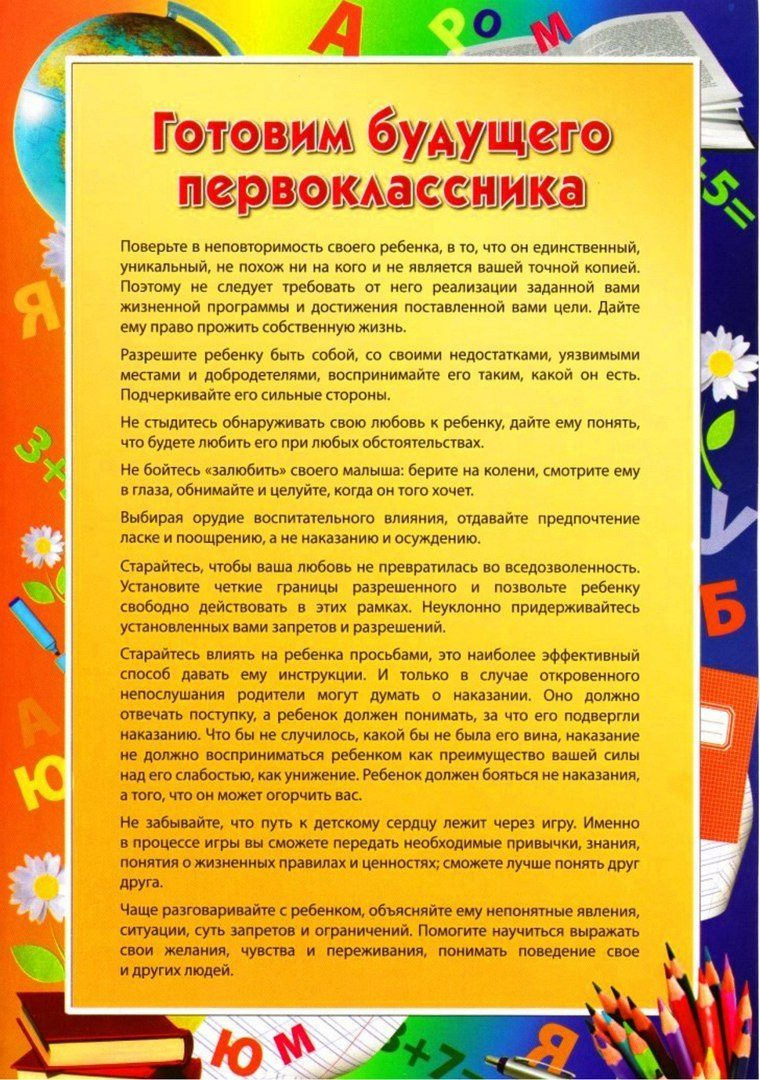 А
Р
О
М
Готовим будущего
первоклассника
Поверьте в неповторимость своего ребенка, в то, что он единственный,
уникальный, не похож ни на кого и не является вашей точной копией.
Поэтому не следует требовать от него реализации заданной вами
жизненной программы и достижения поставленной вами цели. Дайте
ему право прожить собственную жизнь.
Разрешите ребенку быть собой, со своими недостатками, уязвимыми
местами и добродетелями, воспринимайте его таким, какой он есть.
Подчеркивайте его сильные стороны.
Не стыдитесь обнаруживать свою любовь к ребенку, дайте ему понять,
что будете любить его при любых обстоятельствах.
Не бойтесь «залюбить» своего малыша: берите на колени, смотрите ему
в глаза, обнимайте и целуйте, когда он того хочет.
Выбирая орудие воспитательного влияния, отдавайте предпочтение
ласке и поощрению, а не наказанию и осуждению.
Старайтесь, чтобы ваша любовь не превратилась во вседозволенность.
Установите четкие границы разрешенного и позвольте ребенку
свободно действовать в этих рамках. Неуклонно придерживайтесь
установленных вами запретов и разрешений.
Старайтесь влиять на ребенка просьбами, это наиболее эффективный
способ давать ему инструкции. И только в случае откровенного
непослушания родители могут думать о наказании. Оно должно
отвечать поступку, а ребенок должен понимать, за что его подвергли
наказанию. Что бы не случилось, какой бы не была его вина, наказание
не должно восприниматься ребенком как преимущество вашей силы
над его слабостью, как унижение. Ребенок должен бояться не наказания,
а того, что он может огорчить вас.
Не забывайте, что путь к детскому сердцу лежит через игру. Именно
в процессе игры вы сможете передать необходимые привычки, знания,
понятия о жизненных правилах и ценностях; сможете лучше понять друг
друга.
Чаще разговаривайте с ребенком, объясняйте ему непонятные явления,
ситуации, суть запретов и ограничений. Помогите научиться выражать
свои желания, чувства и переживания, понимать поведение свое
и других людей.
+5=
Я
3+
У
Б
А
Ю
Ю
М
3+7=
Я